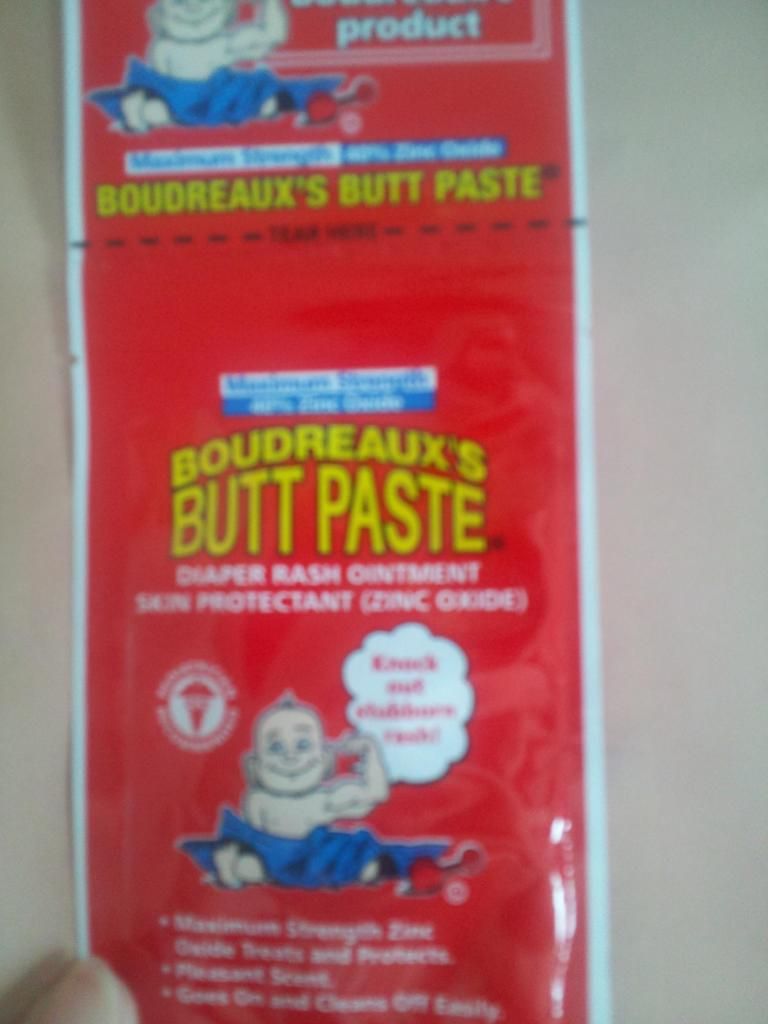 Boudreaux's
product
Maximum Strength 40% Zinc Oxide
BOUDREAUX'S BUTT PASTE®
TEAR HERE
Maximum Strength
40% Zinc Oxide
BOUDREAUX'S
BUTT PASTE®
DIAPER RASH OINTMENT
SKIN PROTECTANT (ZINC OXIDE)
Knock
out
stubborn
rash!
®
• Maximum Strength Zinc
Oxide Treats and Protects.
• Pleasant Scent.
• Goes On and Cleans Off Easily.